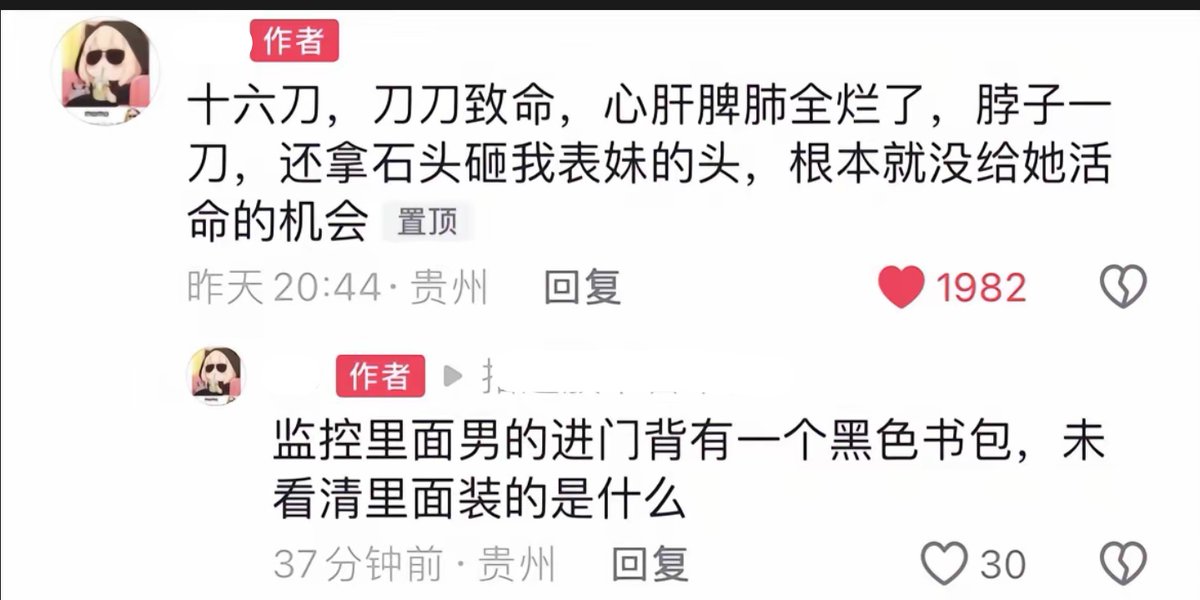 作者
十六刀，刀刀致命，心肝脾肺全烂了，脖子一
刀，还拿石头砸我表妹的头，根本就没给她活
命的机会 置顶
昨天 20:44 · 贵州 回复 1982
作者
监控里面男的进门背有一个黑色书包，未
看清里面装的是什么
37分钟前 · 贵州 回复 30